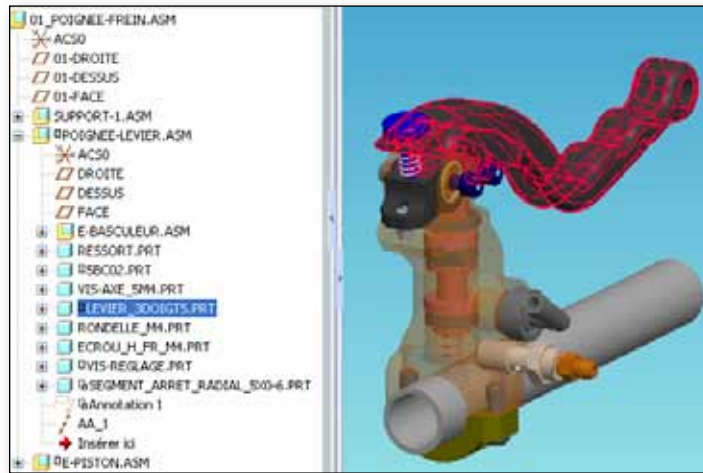 01_POIGNEE-FREIN.ASM
ACS0
01-DROITE
01-DESSUS
01-FACE
SUPPORT-1.ASM
POIGNEE-LEVIER.ASM
ACS0
DROITE
DESSUS
FACE
E-BASCULEUR.ASM
RESSORT.PRT
SBC02.PRT
VIS-AXE_SM4.PRT
LEVIER_3DOIGTS.PRT
RONDELLE_M4.PRT
ECROU_H_FR_M4.PRT
VIS-REGLAGE.PRT
SEGMENT_ARRET_RADIAL_5X0-6.PRT
Annotation 1
AA_1
Insérer ici
E-PISTON.ASM